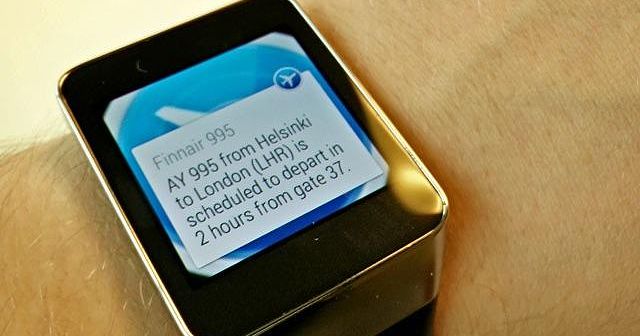 Finnair 995
AY 995 from Helsinki
to London (LHR) is
scheduled to depart in
2 hours from gate 37.